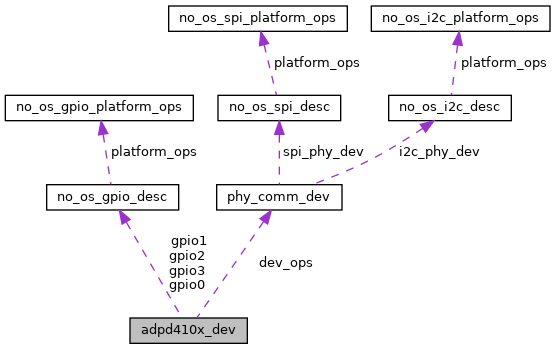 no_os_spi_platform_ops
no_os_i2c_platform_ops
platform_ops
platform_ops
no_os_gpio_platform_ops
no_os_spi_desc
no_os_i2c_desc
platform_ops
spi_phy_dev
i2c_phy_dev
no_os_gpio_desc
phy_comm_dev
gpio1
gpio2
gpio3
gpio0
dev_ops
adpd410x_dev